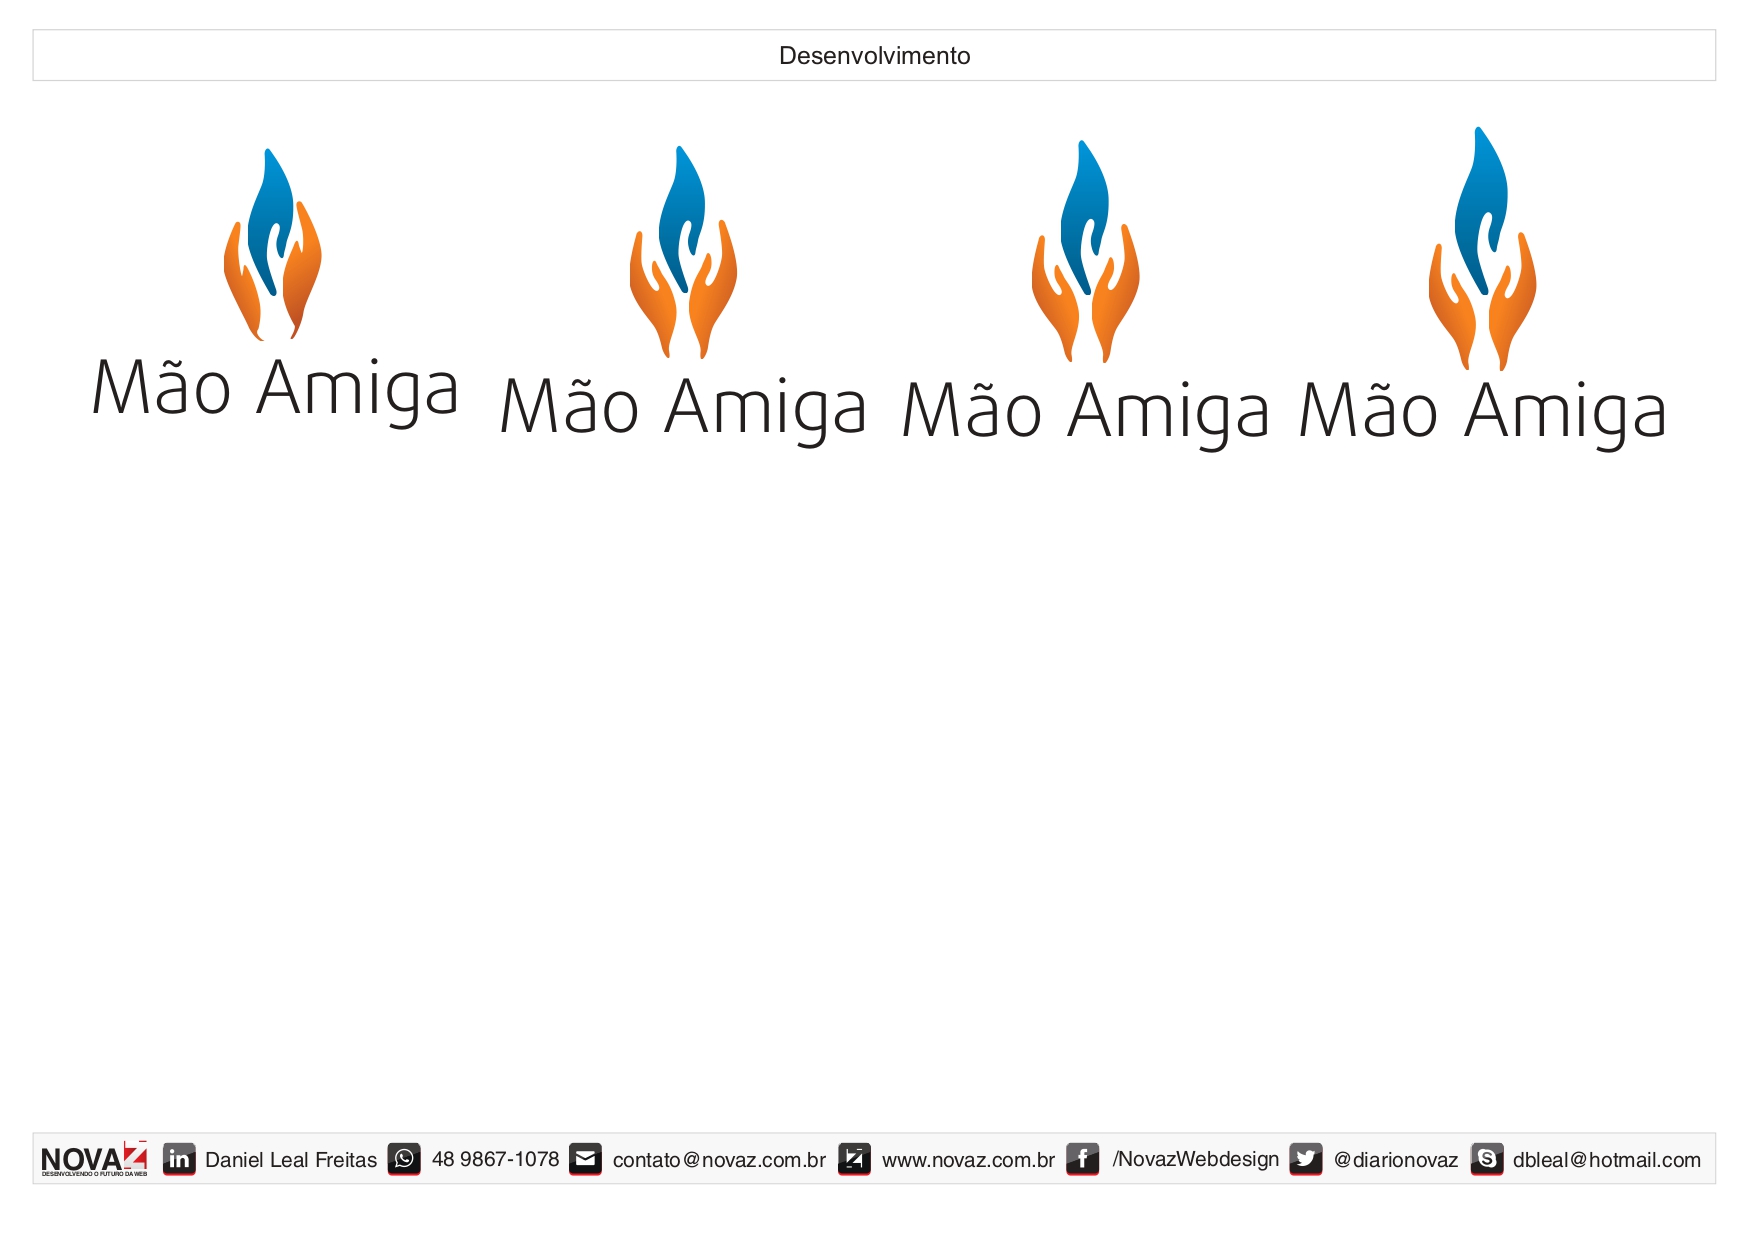 Desenvolvimento
Mão Amiga
Mão Amiga
Mão Amiga
Mão Amiga
NOVAZ
DESENVOLVENDO O FUTURO DA WEB
in Daniel Leal Freitas 48 9867-1078 contato@novaz.com.br www.novaz.com.br f /NovazWebdesign @diarionovaz S dbleal@hotmail.com